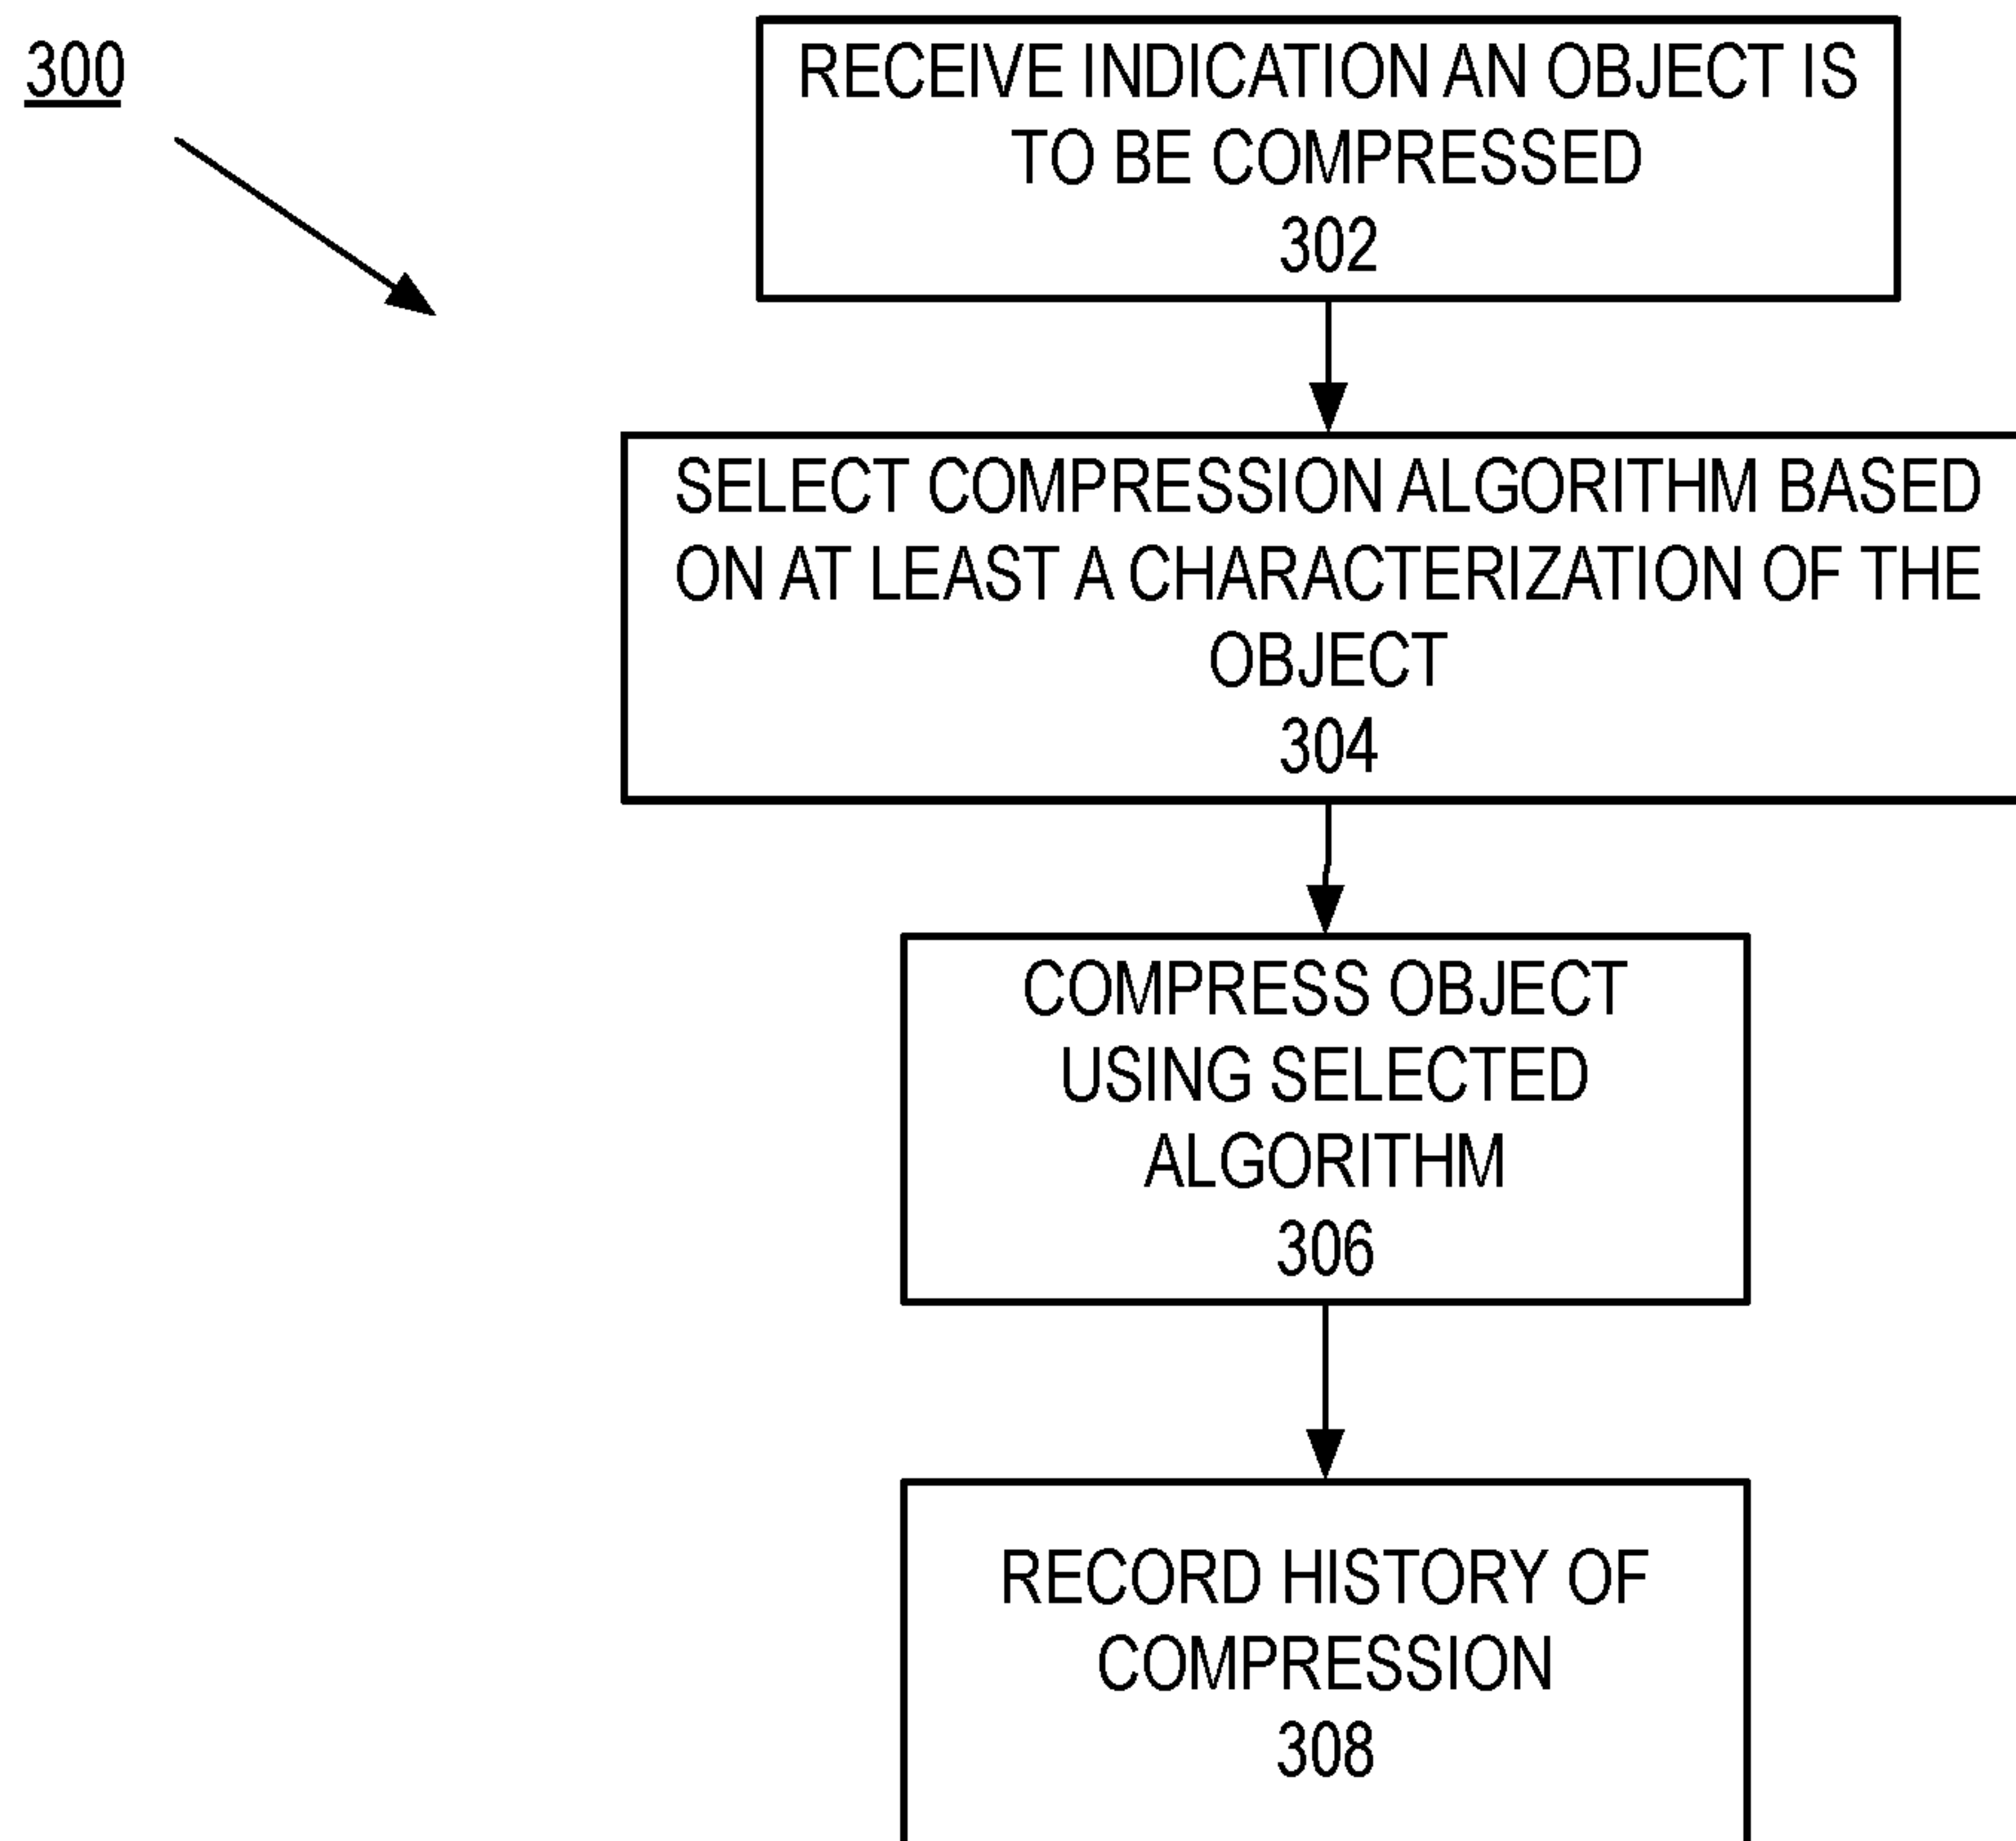 300
RECEIVE INDICATION AN OBJECT IS
TO BE COMPRESSED
302
SELECT COMPRESSION ALGORITHM BASED
ON AT LEAST A CHARACTERIZATION OF THE
OBJECT
304
COMPRESS OBJECT
USING SELECTED
ALGORITHM
306
RECORD HISTORY OF
COMPRESSION
308